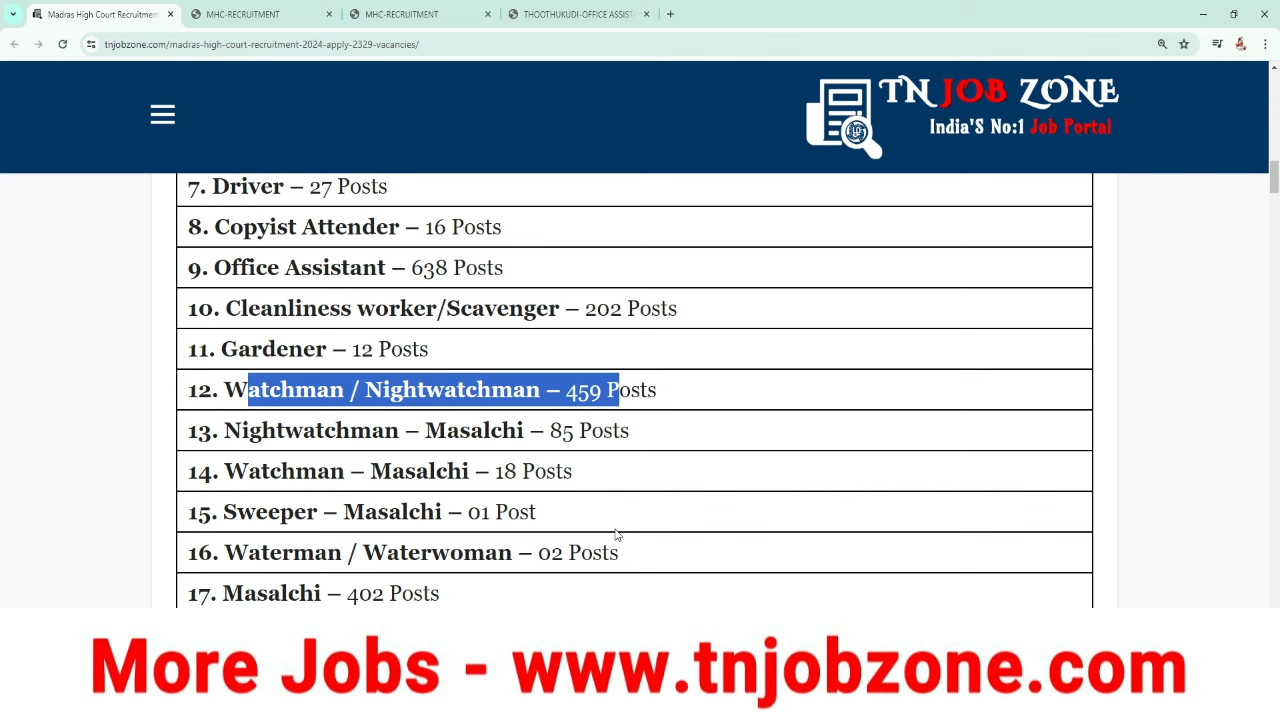 Madras High Court Recruitment
MHC-RECRUITMENT
MHC-RECRUITMENT
THOOTHUKUDI-OFFICE ASSIST
tnjobzone.com/madras-high-court-recruitment-2024-apply-2329-vacancies/
TN JOB ZONE
India'S No:1 Job Portal
7. Driver – 27 Posts
8. Copyist Attender – 16 Posts
9. Office Assistant – 638 Posts
10. Cleanliness worker/Scavenger – 202 Posts
11. Gardener – 12 Posts
12. Watchman / Nightwatchman – 459 Posts
13. Nightwatchman – Masalchi – 85 Posts
14. Watchman – Masalchi – 18 Posts
15. Sweeper – Masalchi – 01 Post
16. Waterman / Waterwoman – 02 Posts
17. Masalchi – 402 Posts
More Jobs - www.tnjobzone.com